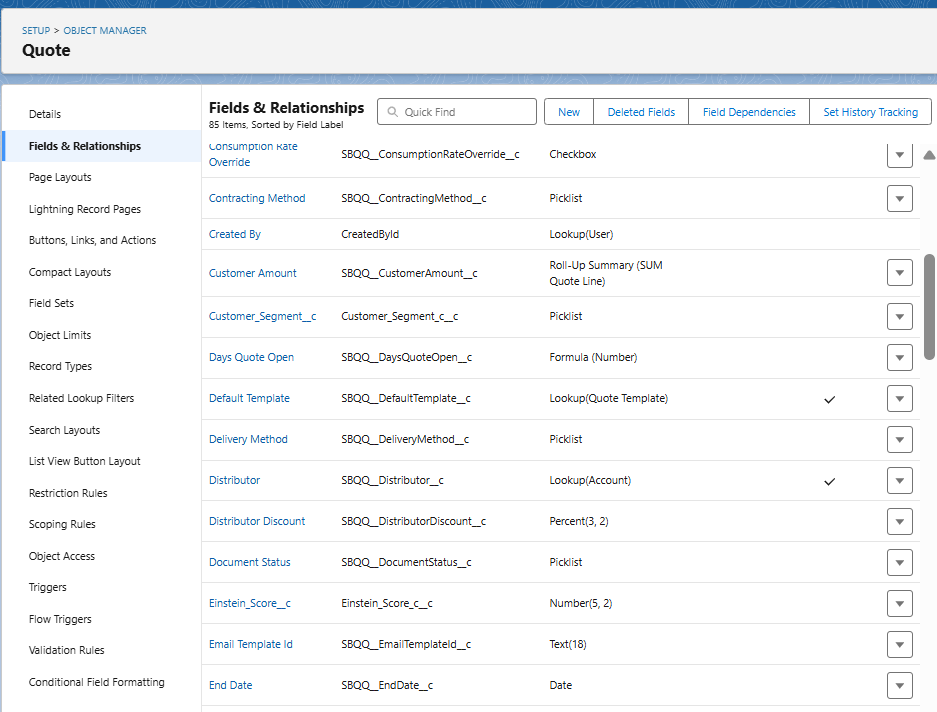 SETUP > OBJECT MANAGER
Quote
Details
Fields & Relationships
Page Layouts
Lightning Record Pages
Buttons, Links, and Actions
Compact Layouts
Field Sets
Object Limits
Record Types
Related Lookup Filters
Search Layouts
List View Button Layout
Restriction Rules
Scoping Rules
Object Access
Triggers
Flow Triggers
Validation Rules
Conditional Field Formatting
Fields & Relationships
85 Items, Sorted by Field Label
Quick Find
New
Deleted Fields
Field Dependencies
Set History Tracking
Consumption Rate
Override SBQQ__ConsumptionRateOverride__c Checkbox
Contracting Method SBQQ__ContractingMethod__c Picklist
Created By CreatedById Lookup(User)
Customer Amount SBQQ__CustomerAmount__c Roll-Up Summary (SUM
Quote Line)
Customer_Segment__c Customer_Segment_c__c Picklist
Days Quote Open SBQQ__DaysQuoteOpen__c Formula (Number)
Default Template SBQQ__DefaultTemplate__c Lookup(Quote Template)
Delivery Method SBQQ__DeliveryMethod__c Picklist
Distributor SBQQ__Distributor__c Lookup(Account)
Distributor Discount SBQQ__DistributorDiscount__c Percent(3, 2)
Document Status SBQQ__DocumentStatus__c Picklist
Einstein_Score__c Einstein_Score_c__c Number(5, 2)
Email Template Id SBQQ__EmailTemplateId__c Text(18)
End Date SBQQ__EndDate__c Date